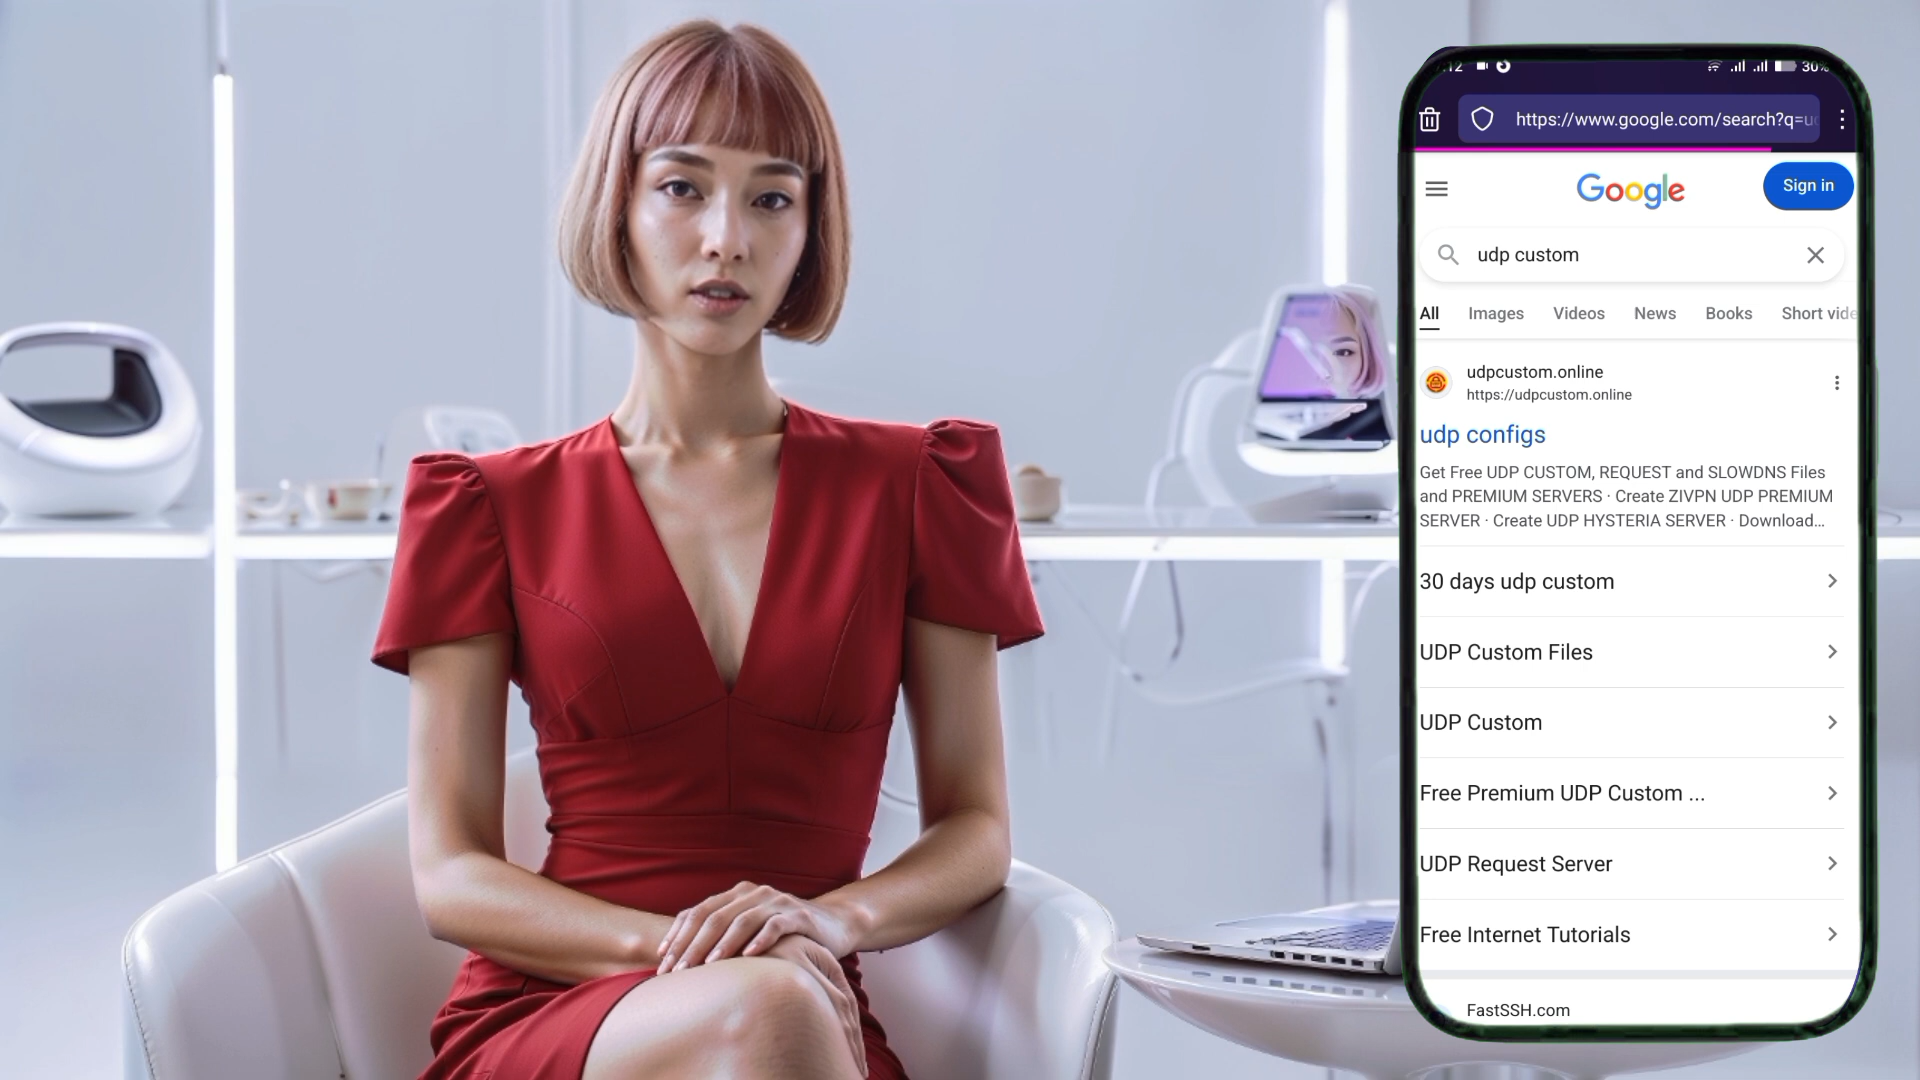 :12
30%
https://www.google.com/search?q=u
Google
Sign in
udp custom
All Images Videos News Books Short vide
udpcustom.online
https://udpcustom.online
udp configs
Get Free UDP CUSTOM, REQUEST and SLOWDNS Files
and PREMIUM SERVERS · Create ZIVPN UDP PREMIUM
SERVER · Create UDP HYSTERIA SERVER · Download...
30 days udp custom
UDP Custom Files
UDP Custom
Free Premium UDP Custom ...
UDP Request Server
Free Internet Tutorials
FastSSH.com